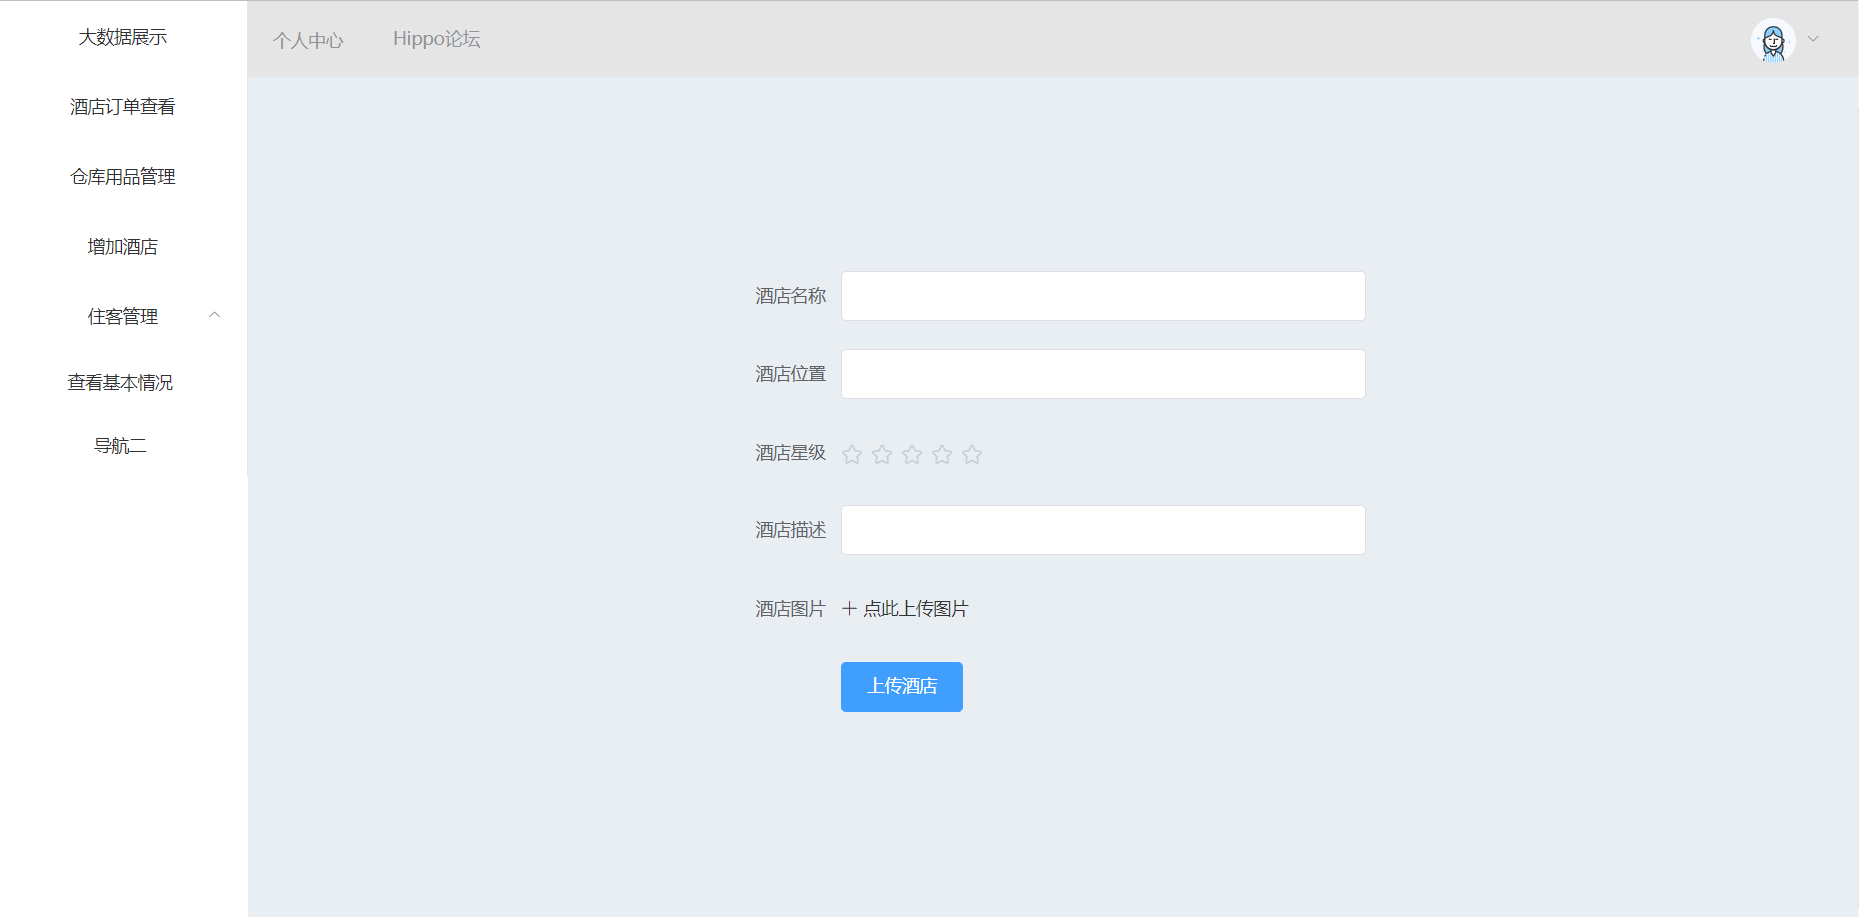 大数据展示
酒店订单查看
仓库用品管理
增加酒店
住客管理
查看基本情况
导航二
个人中心
Hippo论坛
酒店名称
酒店位置
酒店星级
酒店描述
酒店图片
点此上传图片
上传酒店